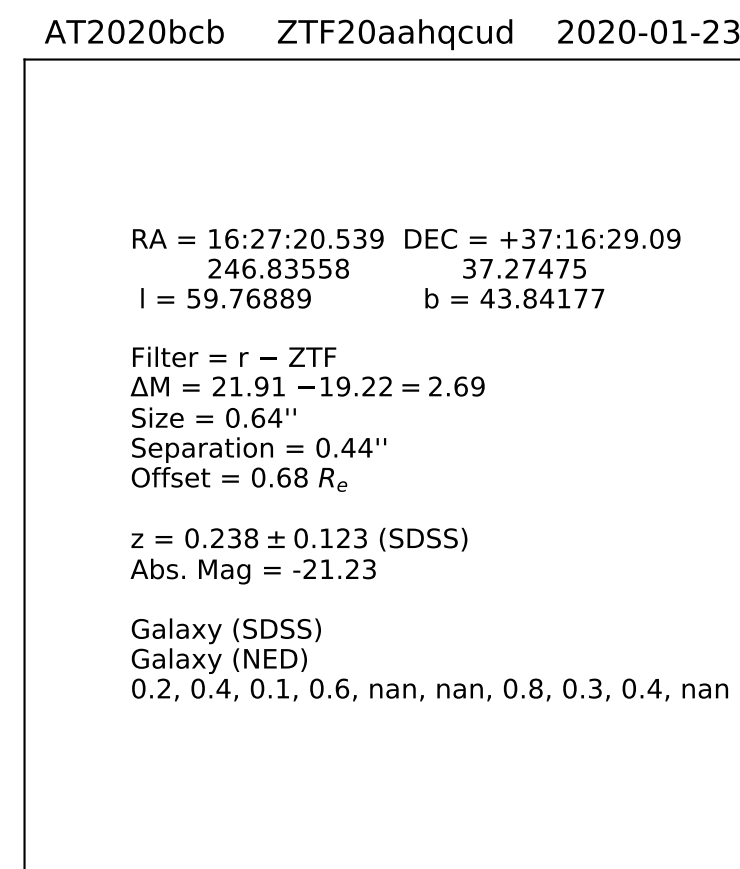 AT2020bcb ZTF20aahqcud 2020-01-23
RA = 16:27:20.539 DEC = +37:16:29.09
246.83558 37.27475
l = 59.76889 b = 43.84177
Filter = r − ZTF
ΔM = 21.91 −19.22 = 2.69
Size = 0.64''
Separation = 0.44''
Offset = 0.68 Rₑ
z = 0.238 ± 0.123 (SDSS)
Abs. Mag = -21.23
Galaxy (SDSS)
Galaxy (NED)
0.2, 0.4, 0.1, 0.6, nan, nan, 0.8, 0.3, 0.4, nan